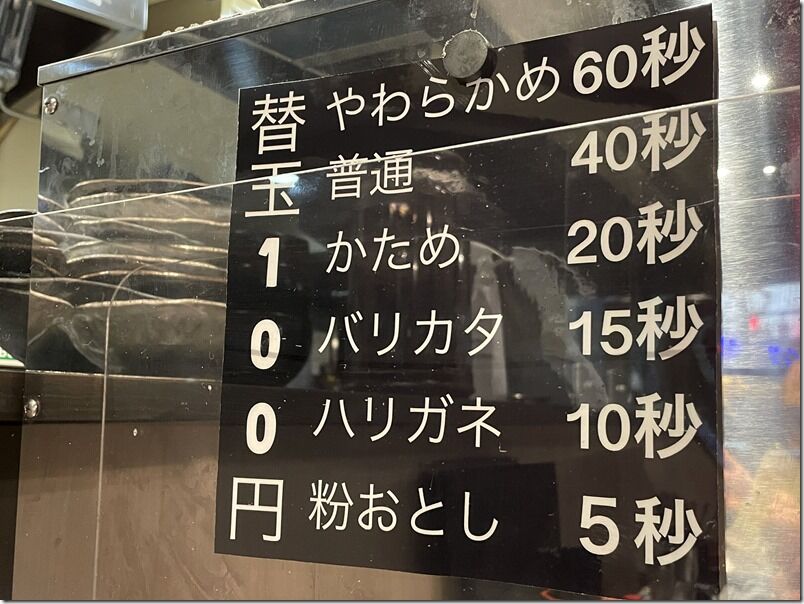 替玉100円
やわらかめ 60秒
普通 40秒
かため 20秒
バリカタ 15秒
ハリガネ 10秒
粉おとし 5秒